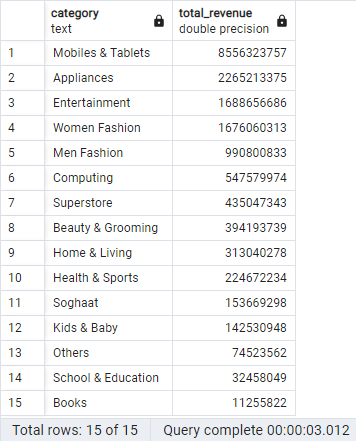 category total_revenue
text double precision
1 Mobiles & Tablets 8556323757
2 Appliances 2265213375
3 Entertainment 1688656686
4 Women Fashion 1676060313
5 Men Fashion 990800833
6 Computing 547579974
7 Superstore 435047343
8 Beauty & Grooming 394193739
9 Home & Living 313040278
10 Health & Sports 224672234
11 Soghaat 153669298
12 Kids & Baby 142530948
13 Others 74523562
14 School & Education 32458049
15 Books 11255822
Total rows: 15 of 15 Query complete 00:00:03.012